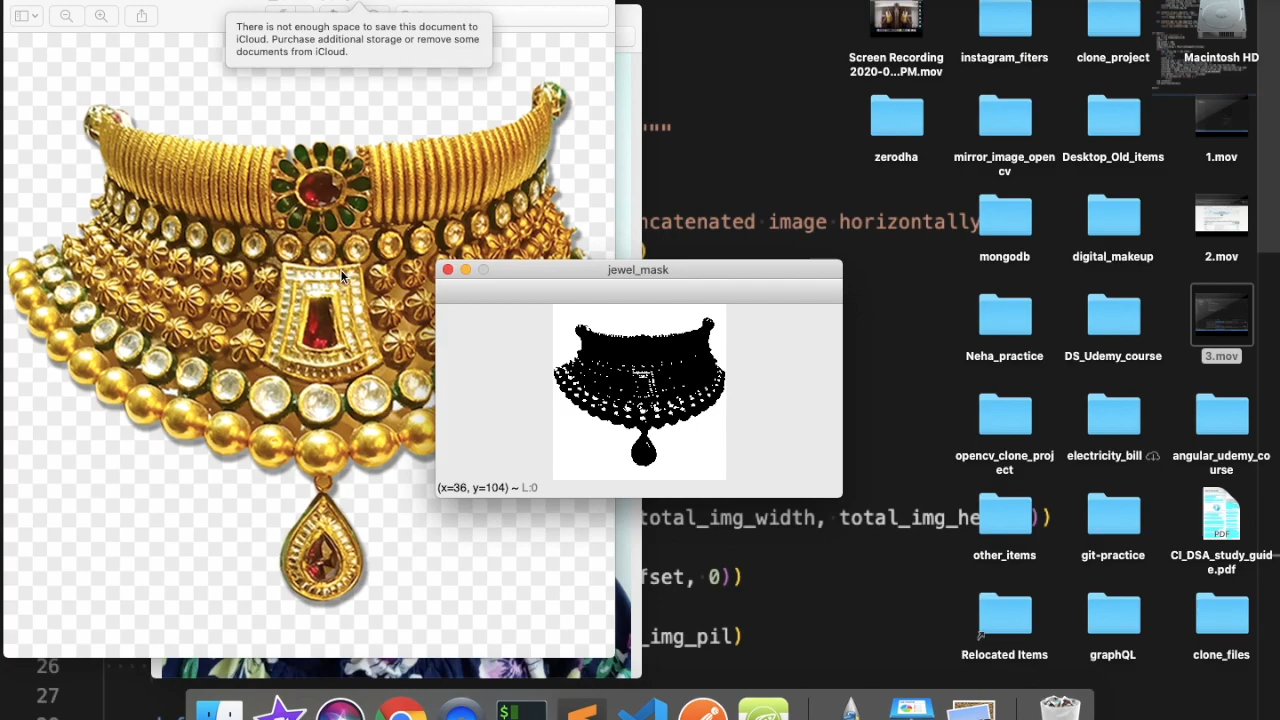 There is not enough space to save this document to
iCloud. Purchase additional storage or remove some
documents from iCloud.
Screen Recording
2020-0...PM.mov
instagram_fiters
clone_project
Macintosh HD
"""
zerodha
mirror_image_open
cv
Desktop_Old_items
1.mov
ncatenated image horizontally
)
mongodb
digital_makeup
2.mov
jewel_mask
Neha_practice
DS_Udemy_course
3.mov
opencv_clone_proj
ect
electricity_bill
angular_udemy_co
urse
(x=36, y=104) ~ L:0
total_img_width, total_img_he ))
PDF
other_items
git-practice
CI_DSA_study_guid
e.pdf
fset, 0))
_img_pil)
Relocated Items
graphQL
clone_files
26
27
$